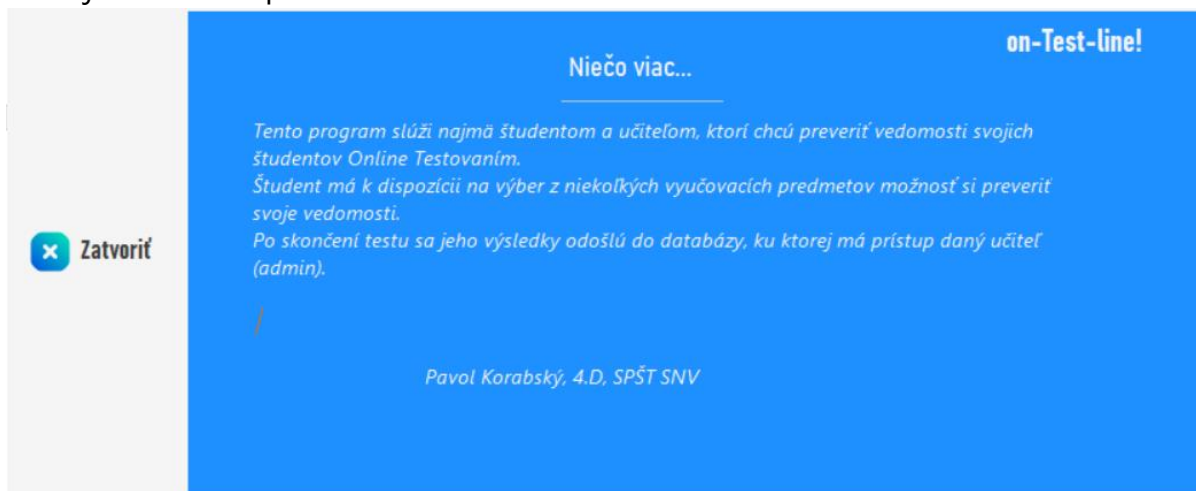 on-Test-line!
Niečo viac...
Tento program slúži najmä študentom a učiteľom, ktorí chcú preveriť vedomosti svojich
študentov Online Testovaním.
Študent má k dispozícii na výber z niekoľkých vyučovacích predmetov možnosť si preveriť
svoje vedomosti.
Po skončení testu sa jeho výsledky odošlú do databázy, ku ktorej má prístup daný učiteľ
(admin).
Zatvoriť
Pavol Korabský, 4.D, SPŠT SNV